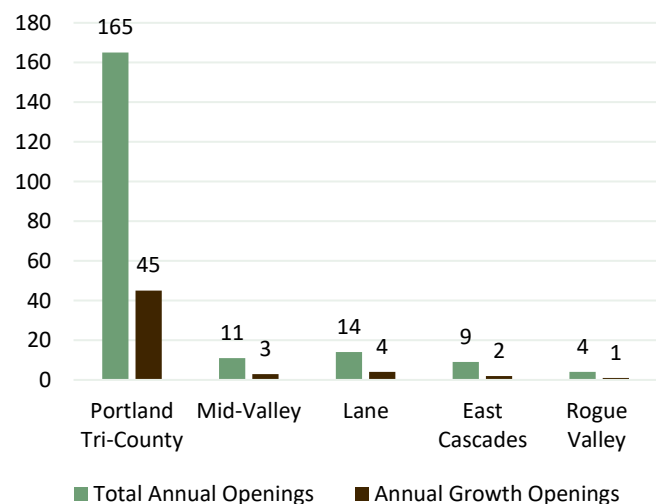 180
165
160
140
120
100
80
60
45
40
20
11
3
14
4
9
2
4
1
0
Portland
Tri-County
Mid-Valley
Lane
East
Cascades
Rogue
Valley
Total Annual Openings
Annual Growth Openings